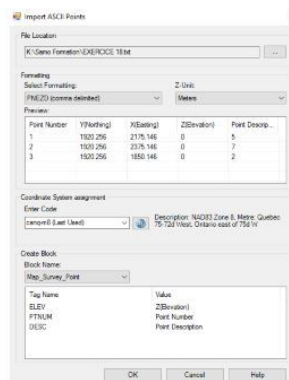 Import ASCII Points
File Location
K:\Samo Formation\EXERCICE 18.txt
...
Formatting
Select Formatting:
Z-Unit:
PNEZD (comma delimited)
Meters
Preview:
Point Number Y(Northing) X(Easting) Z(Elevation) Point Descrip...
1 1920.256 2175.146 0 5
2 1920.256 2375.146 0 7
3 1920.256 1850.146 0 2
Coordinate System assignment
Enter Code:
(Last Used)
Description: NAD83 Zone 8, Metre: Quebec
75-72d West, Ontario east of 75d W
Create Block
Block Name:
Map_Survey_Point
Tag Name Value
ELEV Z(Elevation)
PTNUM Point Number
DESC Point Description
OK Cancel Help